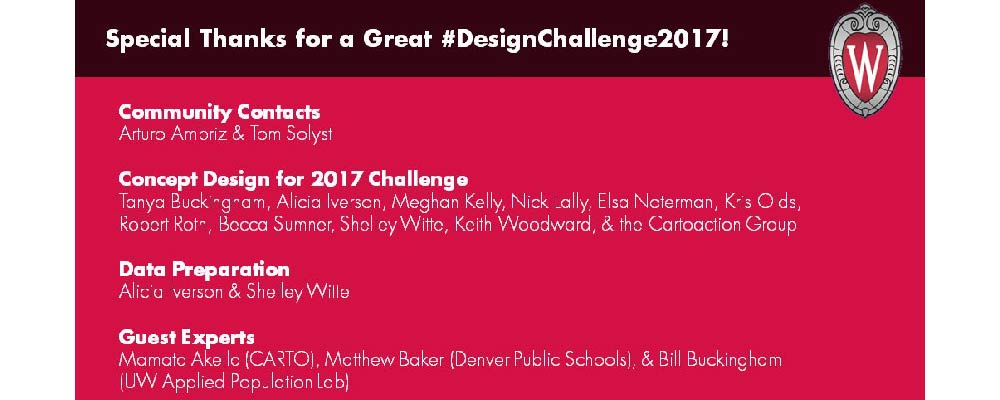 Special Thanks for a Great #DesignChallenge2017!
W
Community Contacts
Arturo Ambriz & Tom Solyst
Concept Design for 2017 Challenge
Tanya Buckingham, Alicia Iverson, Meghan Kelly, Nick Lally, Elsa Noterman, Kris Olds,
Robert Roth, Becca Sumner, Shelley Witte, Keith Woodward, & the Cartoaction Group
Data Preparation
Alicia Iverson & Shelley Witte
Guest Experts
Mamata Akella (CARTO), Matthew Baker (Denver Public Schools), & Bill Buckingham
(UW Applied Population Lab)